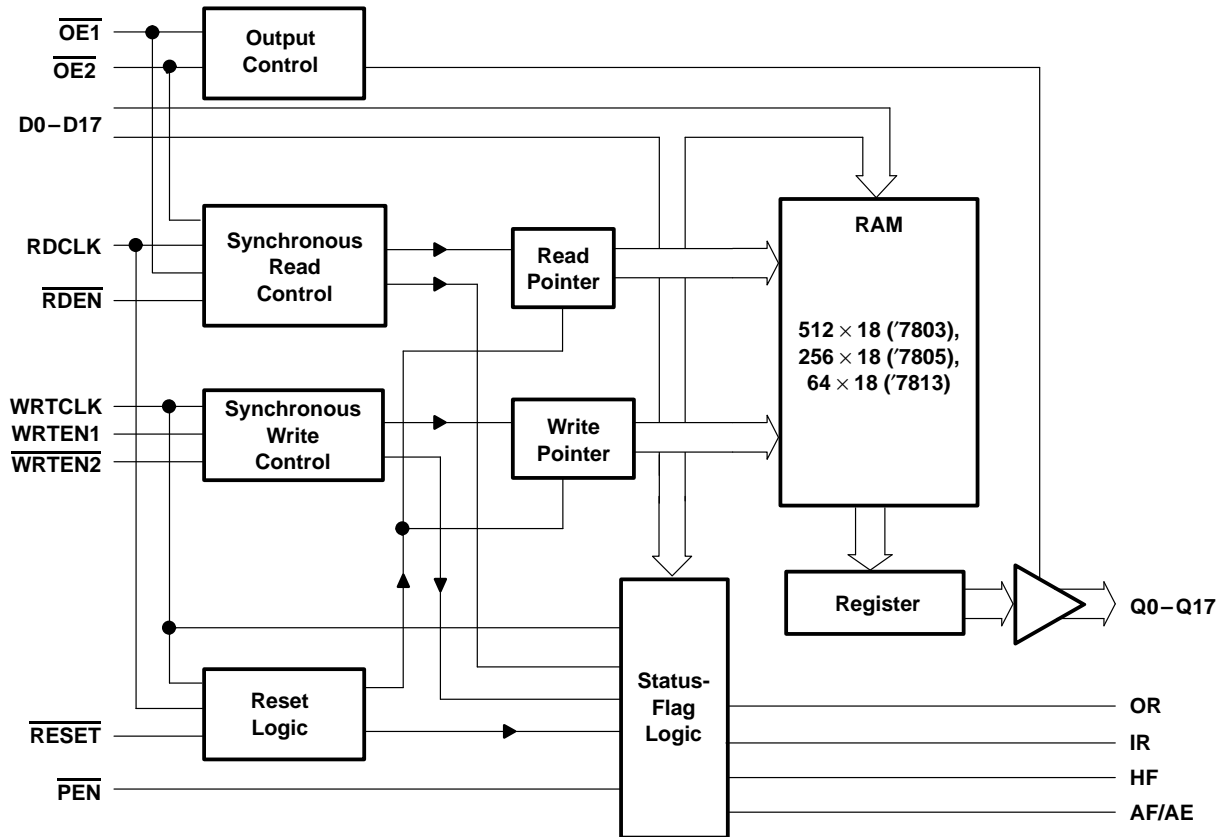 OE1
OE2
Output
Control
D0–D17
RDCLK
RDEN
Synchronous
Read
Control
Read
Pointer
RAM
512 × 18 (′7803),
256 × 18 (′7805),
64 × 18 (′7813)
WRTCLK
WRTEN1
WRTEN2
Synchronous
Write
Control
Write
Pointer
Register
Q0–Q17
RESET
PEN
Reset
Logic
Status-
Flag
Logic
OR
IR
HF
AF/AE